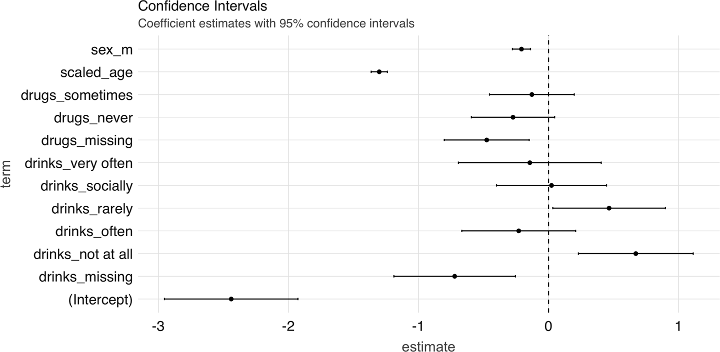 Confidence Intervals
Coefficient estimates with 95% confidence intervals
sex_m
scaled_age
drugs_sometimes
drugs_never
drugs_missing
drinks_very often
drinks_socially
drinks_rarely
drinks_often
drinks_not at all
drinks_missing
(Intercept)
term
-3 -2 -1 0 1
estimate